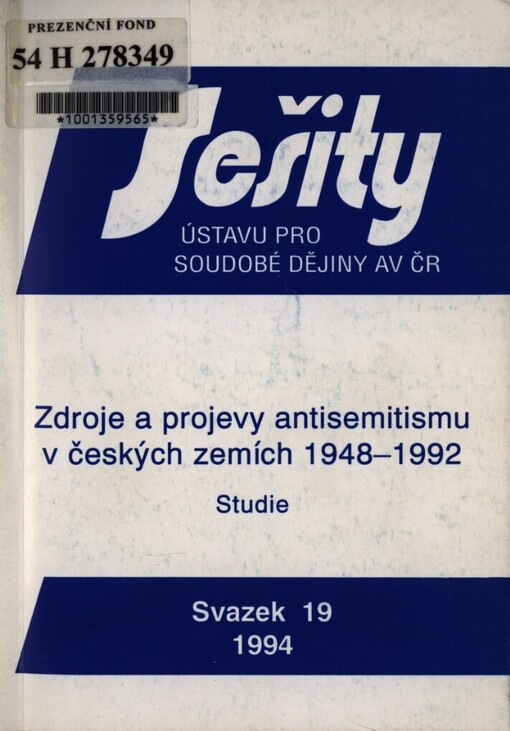 PREZENČNÍ FOND
54 H 278349
*1001359565*
Sešity
ÚSTAVU PRO
SOUDOBÉ DĚJINY AV ČR
Zdroje a projevy antisemitismu
v českých zemích 1948–1992
Studie
Svazek 19
1994